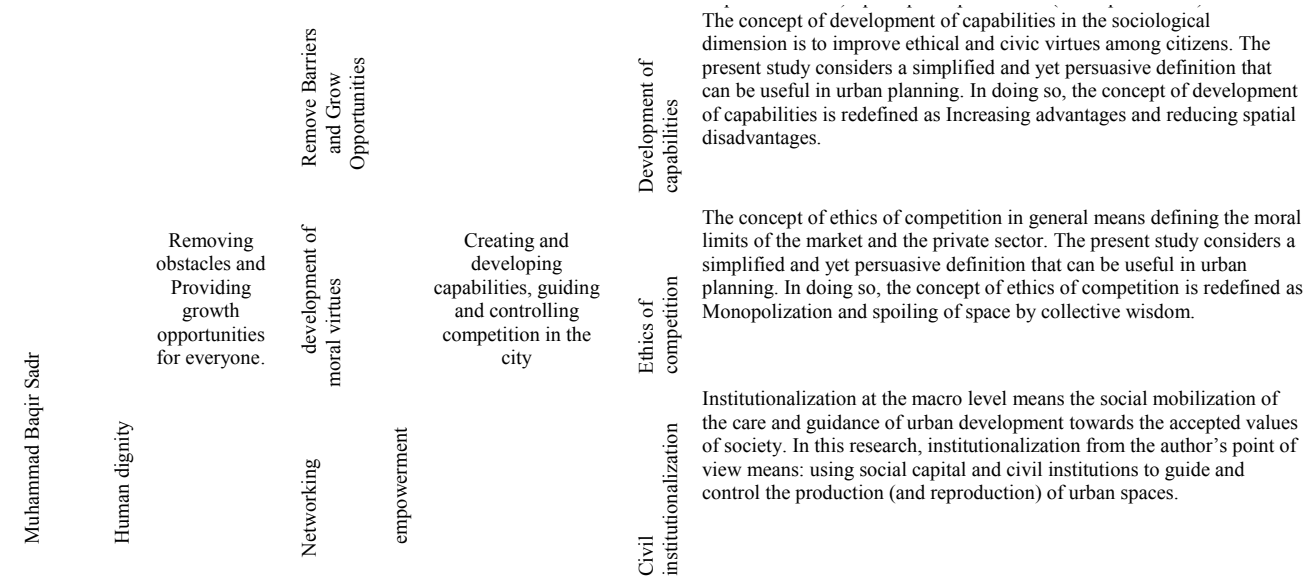 Muhammad Baqir Sadr
Human dignity
Removing
obstacles and
Providing
growth
opportunities
for everyone.
Remove Barriers
and Grow
Opportunities
development of
moral virtues
Networking
empowerment
Creating and
developing
capabilities, guiding
and controlling
competition in the
city
Development of
capabilities
The concept of development of capabilities in the sociological
dimension is to improve ethical and civic virtues among citizens. The
present study considers a simplified and yet persuasive definition that
can be useful in urban planning. In doing so, the concept of development
of capabilities is redefined as Increasing advantages and reducing spatial
disadvantages.
Ethics of
competition
The concept of ethics of competition in general means defining the moral
limits of the market and the private sector. The present study considers a
simplified and yet persuasive definition that can be useful in urban
planning. In doing so, the concept of ethics of competition is redefined as
Monopolization and spoiling of space by collective wisdom.
Civil
institutionalization
Institutionalization at the macro level means the social mobilization of
the care and guidance of urban development towards the accepted values
of society. In this research, institutionalization from the author’s point of
view means: using social capital and civil institutions to guide and
control the production (and reproduction) of urban spaces.